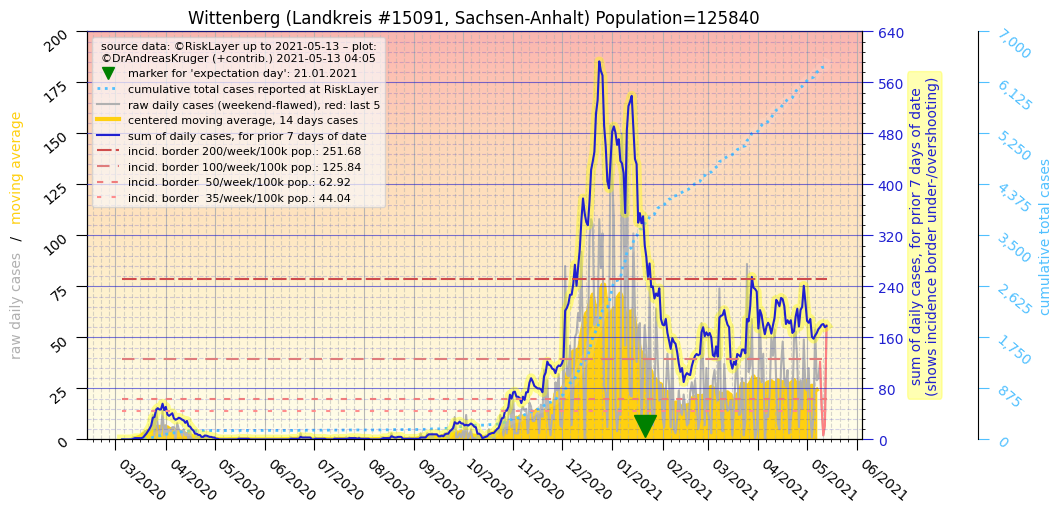 Wittenberg (Landkreis #15091, Sachsen-Anhalt) Population=125840
source data: ©RiskLayer up to 2021-05-13 – plot:
©DrAndreasKruger (+contrib.) 2021-05-13 04:05
marker for 'expectation day': 21.01.2021
cumulative total cases reported at RiskLayer
raw daily cases (weekend-flawed), red: last 5
centered moving average, 14 days cases
sum of daily cases, for prior 7 days of date
incid. border 200/week/100k pop.: 251.68
incid. border 100/week/100k pop.: 125.84
incid. border  50/week/100k pop.: 62.92
incid. border  35/week/100k pop.: 44.04
raw daily cases / moving average
200
175
150
125
100
75
50
25
0
640
560
480
400
320
240
160
80
0
sum of daily cases, for prior 7 days of date
(shows incidence border under-/overshooting)
7,000
6,125
5,250
4,375
3,500
2,625
1,750
875
0
cumulative total cases
03/2020
04/2020
05/2020
06/2020
07/2020
08/2020
09/2020
10/2020
11/2020
12/2020
01/2021
02/2021
03/2021
04/2021
05/2021
06/2021